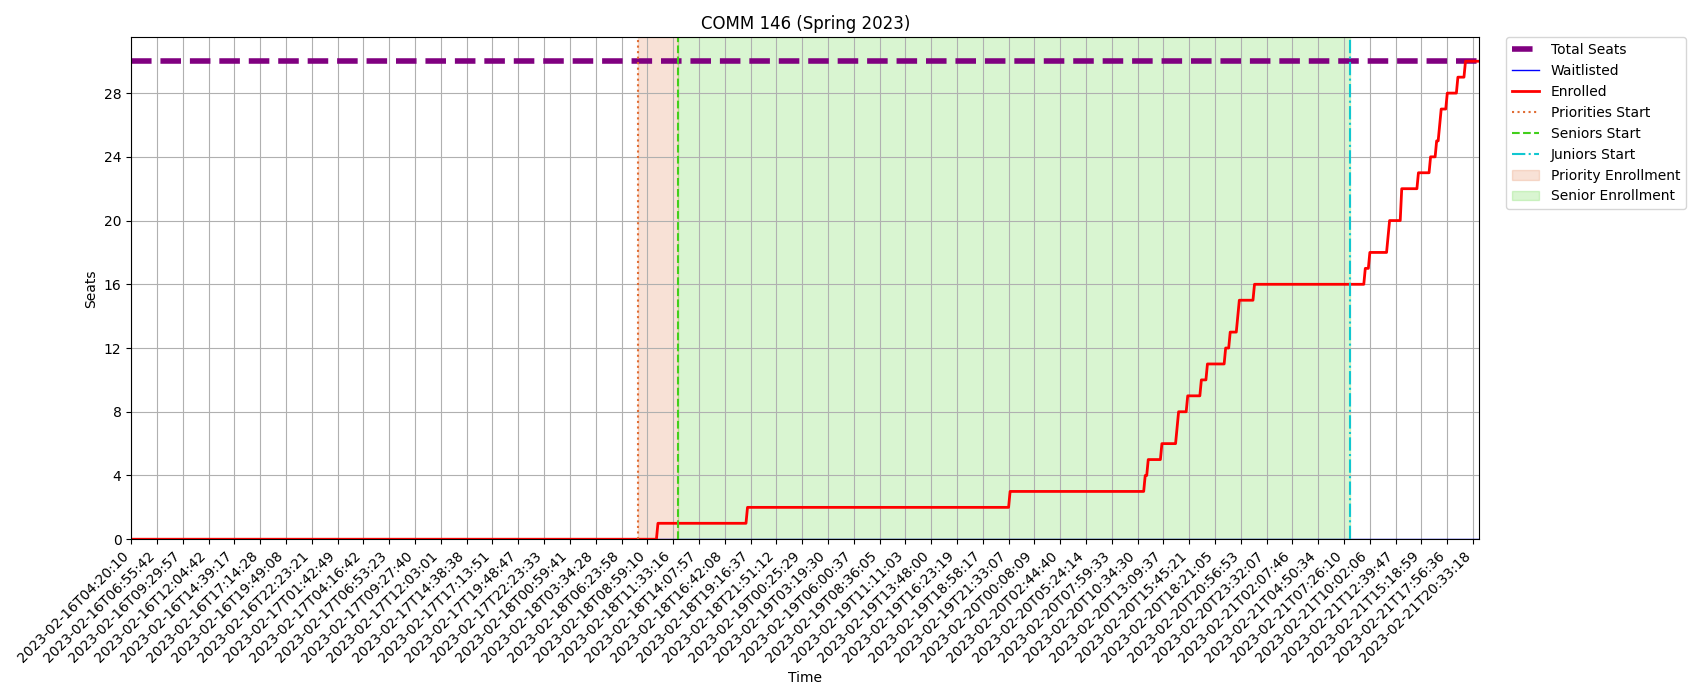 COMM 146 (Spring 2023)
Total Seats
Waitlisted
Enrolled
Priorities Start
Seniors Start
Juniors Start
Priority Enrollment
Senior Enrollment
Seats
28
24
20
16
12
8
4
0
2023-02-16T04:20:10
2023-02-16T06:55:42
2023-02-16T09:29:57
2023-02-16T12:04:42
2023-02-16T14:39:17
2023-02-16T17:14:28
2023-02-16T19:49:08
2023-02-16T22:23:21
2023-02-17T01:42:49
2023-02-17T04:16:42
2023-02-17T06:53:23
2023-02-17T09:27:40
2023-02-17T12:03:01
2023-02-17T14:38:38
2023-02-17T17:13:51
2023-02-17T19:48:47
2023-02-17T22:23:33
2023-02-18T00:59:41
2023-02-18T03:34:28
2023-02-18T06:23:58
2023-02-18T08:59:10
2023-02-18T11:33:16
2023-02-18T14:07:57
2023-02-18T16:42:08
2023-02-18T19:16:37
2023-02-18T21:51:12
2023-02-19T00:25:29
2023-02-19T03:19:30
2023-02-19T06:00:37
2023-02-19T08:36:05
2023-02-19T11:11:03
2023-02-19T13:48:00
2023-02-19T16:23:19
2023-02-19T18:58:17
2023-02-19T21:33:07
2023-02-20T00:08:09
2023-02-20T02:44:40
2023-02-20T05:24:14
2023-02-20T07:59:33
2023-02-20T10:34:30
2023-02-20T13:09:37
2023-02-20T15:45:21
2023-02-20T18:21:05
2023-02-20T20:56:53
2023-02-20T23:32:07
2023-02-21T02:07:46
2023-02-21T04:50:34
2023-02-21T07:26:10
2023-02-21T10:02:06
2023-02-21T12:39:47
2023-02-21T15:18:59
2023-02-21T17:56:36
2023-02-21T20:33:18
Time